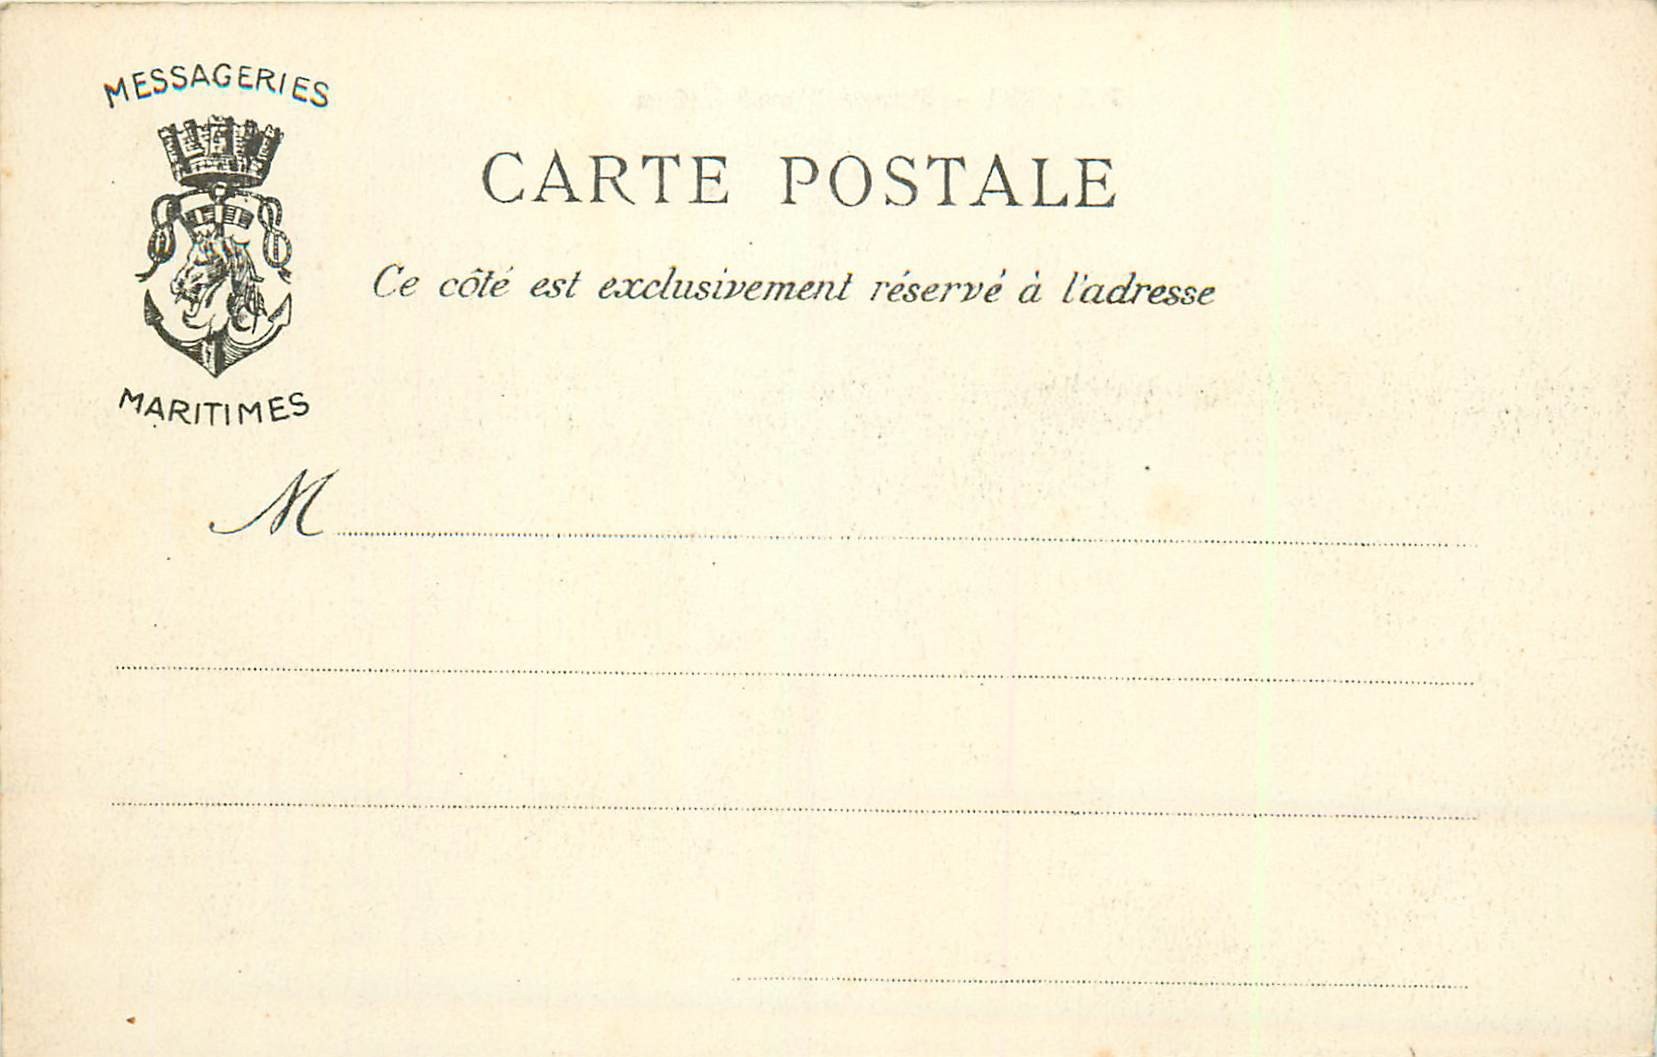 MESSAGERIES
MARITIMES
CARTE POSTALE
Ce côté est exclusivement réservé à l'adresse
M